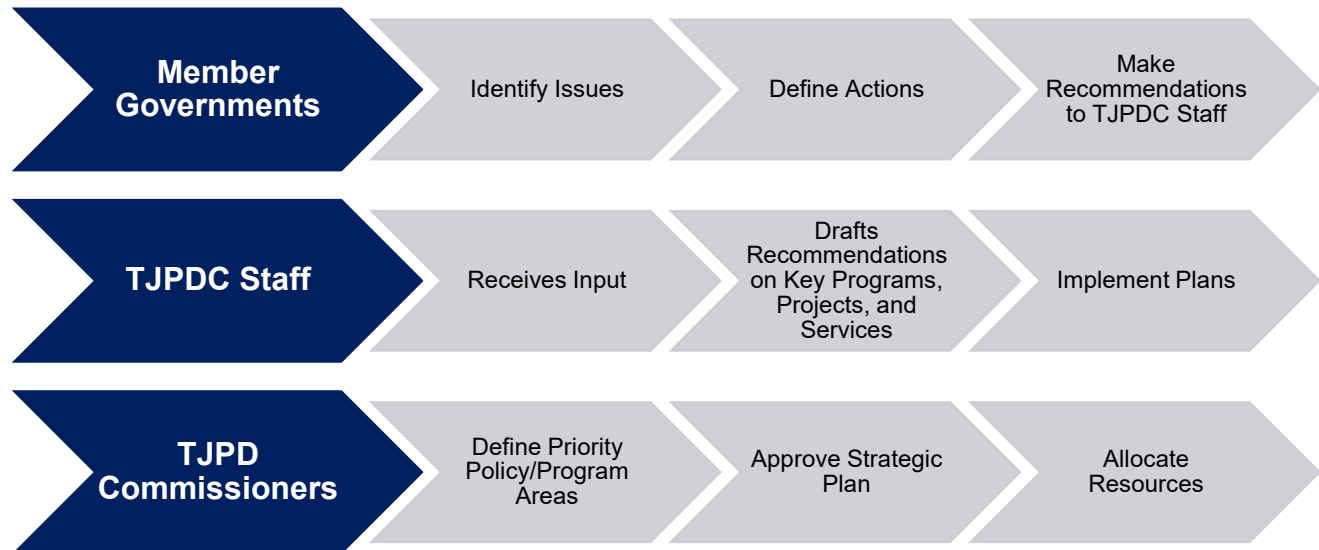 Member
Governments
Identify Issues
Define Actions
Make
Recommendations
to TJPDC Staff
TJPDC Staff
Receives Input
Drafts
Recommendations
on Key Programs,
Projects, and
Services
Implement Plans
TJPD
Commissioners
Define Priority
Policy/Program
Areas
Approve Strategic
Plan
Allocate
Resources